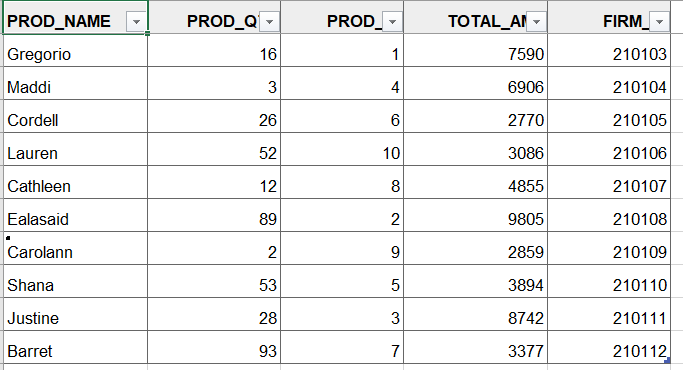 PROD_NAME PROD_Q PROD_ TOTAL_AM FIRM_
Gregorio 16 1 7590 210103
Maddi 3 4 6906 210104
Cordell 26 6 2770 210105
Lauren 52 10 3086 210106
Cathleen 12 8 4855 210107
Ealasaid 89 2 9805 210108
Carolann 2 9 2859 210109
Shana 53 5 3894 210110
Justine 28 3 8742 210111
Barret 93 7 3377 210112